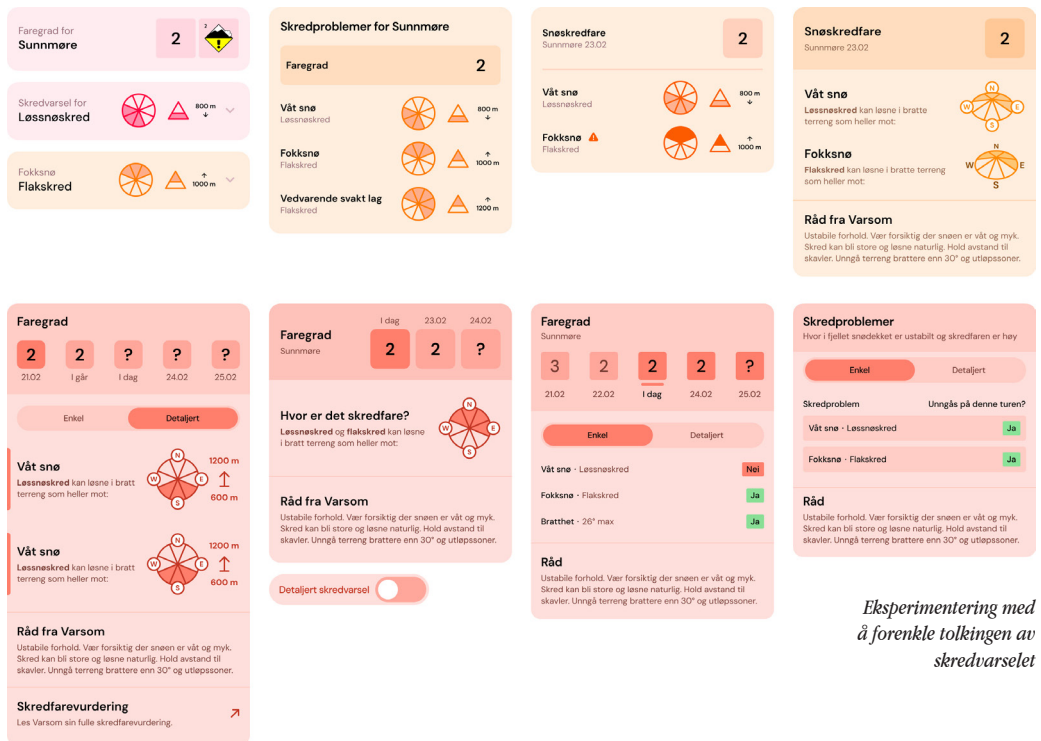 Faregrad for
Sunnmøre
2
2
Skredvarsel for
Løssnøskred
800 m
↓
Fokksnø
Flakskred
↑
1000 m
Skredproblemer for Sunnmøre
Faregrad
2
Våt snø
Løssnøskred
800 m
↓
Fokksnø
Flakskred
↑
1000 m
Vedvarende svakt lag
Flakskred
↑
1200 m
Snøskredfare
Sunnmøre 23.02
2
Våt snø
Løssnøskred
800 m
↓
Fokksnø
Flakskred
↑
1000 m
Snøskredfare
Sunnmøre 23.02
2
Våt snø
Løssnøskred kan løsne i bratte
terreng som heller mot:
N
W
E
S
Fokksnø
Flakskred kan løsne i bratte terreng
som heller mot:
N
W
E
S
Råd fra Varsom
Ustabile forhold. Vær forsiktig der snøen er våt og myk.
Skred kan bli store og løsne naturlig. Hold avstand til
skavler. Unngå terreng brattere enn 30° og utløpssoner.
Faregrad
2 2 ? ? ?
21.02 I går I dag 24.02 25.02
Enkel Detaljert
Våt snø
Løssnøskred kan løsne i bratt
terreng som heller mot:
N
W
E
S
1200 m
↑
600 m
Våt snø
Løssnøskred kan løsne i bratt
terreng som heller mot:
N
W
E
S
1200 m
↑
600 m
Råd fra Varsom
Ustabile forhold. Vær forsiktig der snøen er våt og myk.
Skred kan bli store og løsne naturlig. Hold avstand til
skavler. Unngå terreng brattere enn 30° og utløpssoner.
Skredfarevurdering
Les Varsom sin fulle skredfarevurdering.
I dag 23.02 24.02
Faregrad
Sunnmøre
2 2 ?
Hvor er det skredfare?
Løssnøskred og flakskred kan løsne
i bratt terreng som heller mot:
N
W
E
S
Råd fra Varsom
Ustabile forhold. Vær forsiktig der snøen er våt og myk.
Skred kan bli store og løsne naturlig. Hold avstand til
skavler. Unngå terreng brattere enn 30° og utløpssoner.
Detaljert skredvarsel
Faregrad
Sunnmøre
3 2 2 2 ?
21.02 22.02 I dag 24.02 25.02
Enkel Detaljert
Våt snø · Løssnøskred Nei
Fokksnø · Flakskred Ja
Bratthet · 26° max Ja
Råd
Ustabile forhold. Vær forsiktig der snøen er våt og myk.
Skred kan bli store og løsne naturlig. Hold avstand til
skavler. Unngå terreng brattere enn 30° og utløpssoner.
Skredproblemer
Hvor i fjellet snødekket er ustabilt og skredfaren er høy
Enkel Detaljert
Skredproblem Unngås på denne turen?
Våt snø · Løssnøskred Ja
Fokksnø · Flakskred Ja
Råd
Ustabile forhold. Vær forsiktig der snøen er våt og myk.
Skred kan bli store og løsne naturlig. Hold avstand til
skavler. Unngå terreng brattere enn 30° og utløpssoner.
Eksperimentering med
å forenkle tolkingen av
skredvarselet